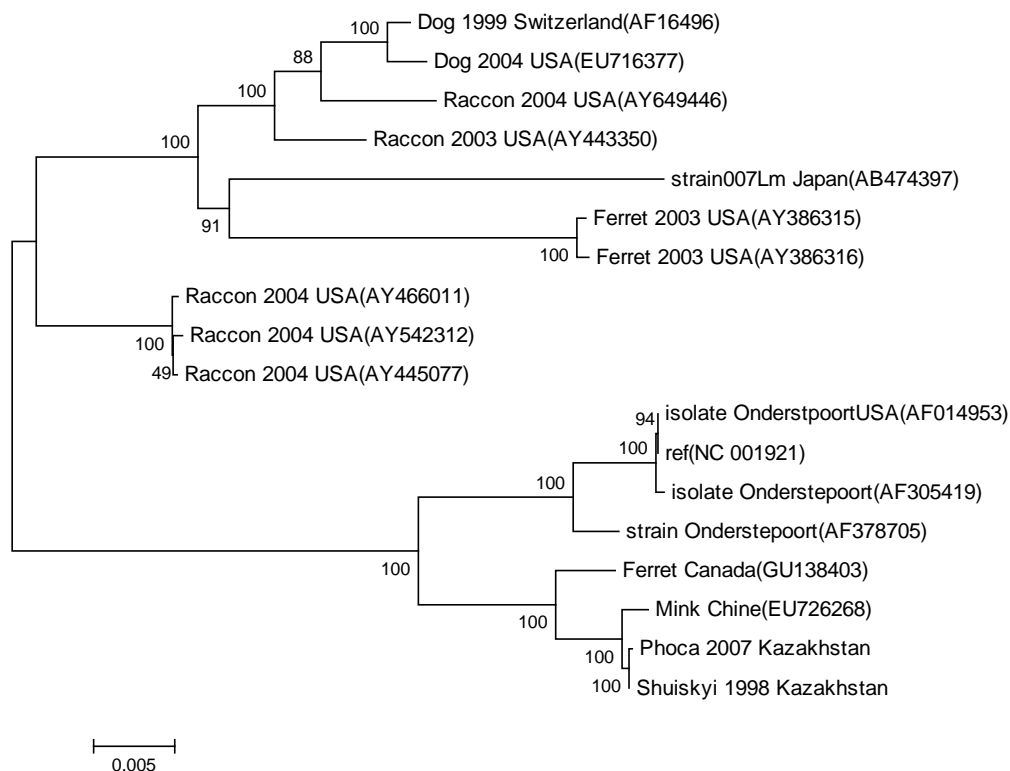 100 Dog 1999 Switzerland(AF16496)
88 Dog 2004 USA(EU716377)
100 Raccon 2004 USA(AY649446)
100 Raccon 2003 USA(AY443350)
strain007Lm Japan(AB474397)
91 Ferret 2003 USA(AY386315)
100 Ferret 2003 USA(AY386316)
Raccon 2004 USA(AY466011)
100 Raccon 2004 USA(AY542312)
49 Raccon 2004 USA(AY445077)
94 isolate OnderstpoortUSA(AF014953)
100 ref(NC 001921)
100 isolate Onderstepoort(AF305419)
strain Onderstepoort(AF378705)
100 Ferret Canada(GU138403)
100 Mink Chine(EU726268)
100 Phoca 2007 Kazakhstan
100 Shuiskyi 1998 Kazakhstan
0.005